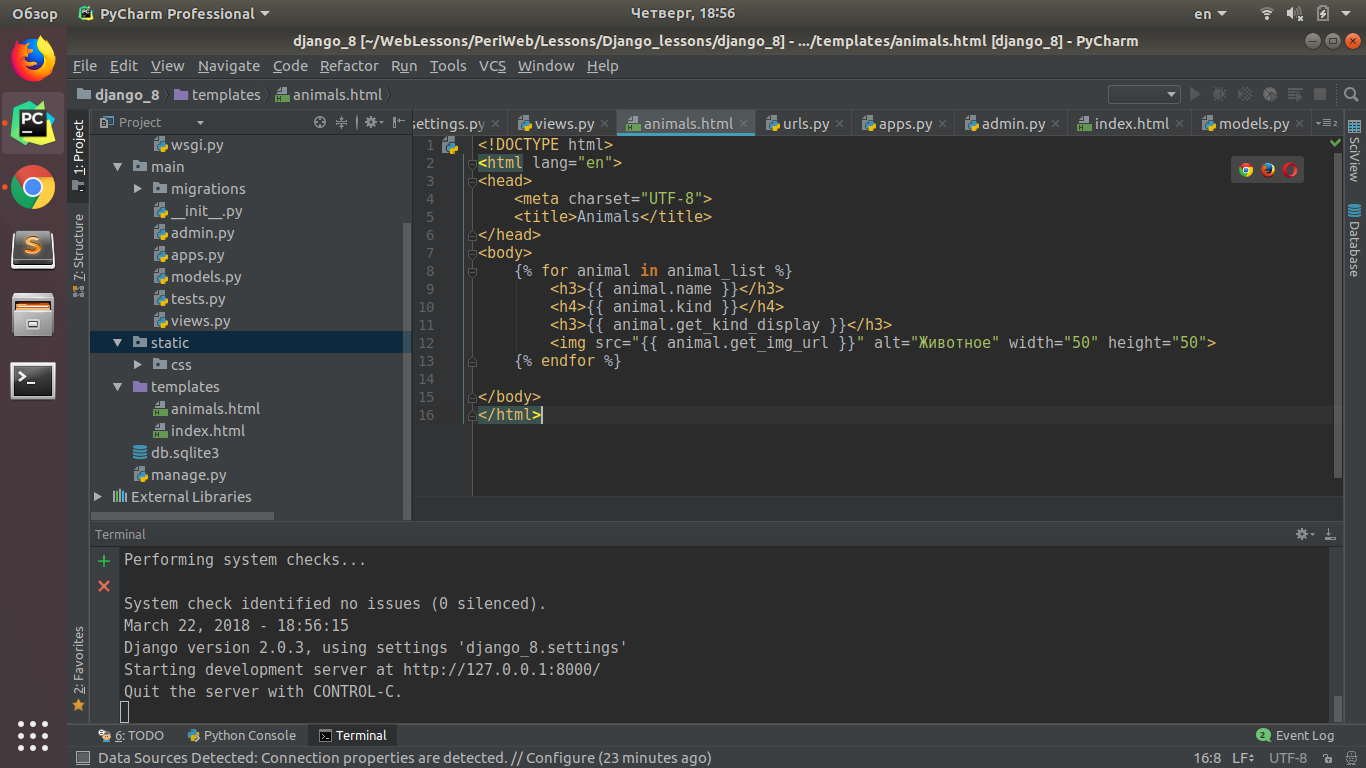 Обзор PyCharm Professional Четверг, 18:56 en
django_8 [~/WebLessons/PeriWeb/Lessons/Django_lessons/django_8] - .../templates/animals.html [django_8] - PyCharm
File Edit View Navigate Code Refactor Run Tools VCS Window Help
django_8 templates animals.html
Project
settings.py views.py animals.html urls.py apps.py admin.py index.html models.py
1: Project
7: Structure
2: Favorites
wsgi.py
main
migrations
__init__.py
admin.py
apps.py
models.py
tests.py
views.py
static
css
templates
animals.html
index.html
db.sqlite3
manage.py
External Libraries
1 <!DOCTYPE html>
2 <html lang="en">
3 <head>
4 <meta charset="UTF-8">
5 <title>Animals</title>
6 </head>
7 <body>
8 {% for animal in animal_list %}
9 <h3>{{ animal.name }}</h3>
10 <h4>{{ animal.kind }}</h4>
11 <h3>{{ animal.get_kind_display }}</h3>
12 <img src="{{ animal.get_img_url }}" alt="Животное" width="50" height="50">
13 {% endfor %}
14
15 </body>
16 </html>
SciView
Database
Terminal
Performing system checks...
System check identified no issues (0 silenced).
March 22, 2018 - 18:56:15
Django version 2.0.3, using settings 'django_8.settings'
Starting development server at http://127.0.0.1:8000/
Quit the server with CONTROL-C.
6: TODO Python Console Terminal 2 Event Log
Data Sources Detected: Connection properties are detected. // Configure (23 minutes ago) 16:8 LF UTF-8